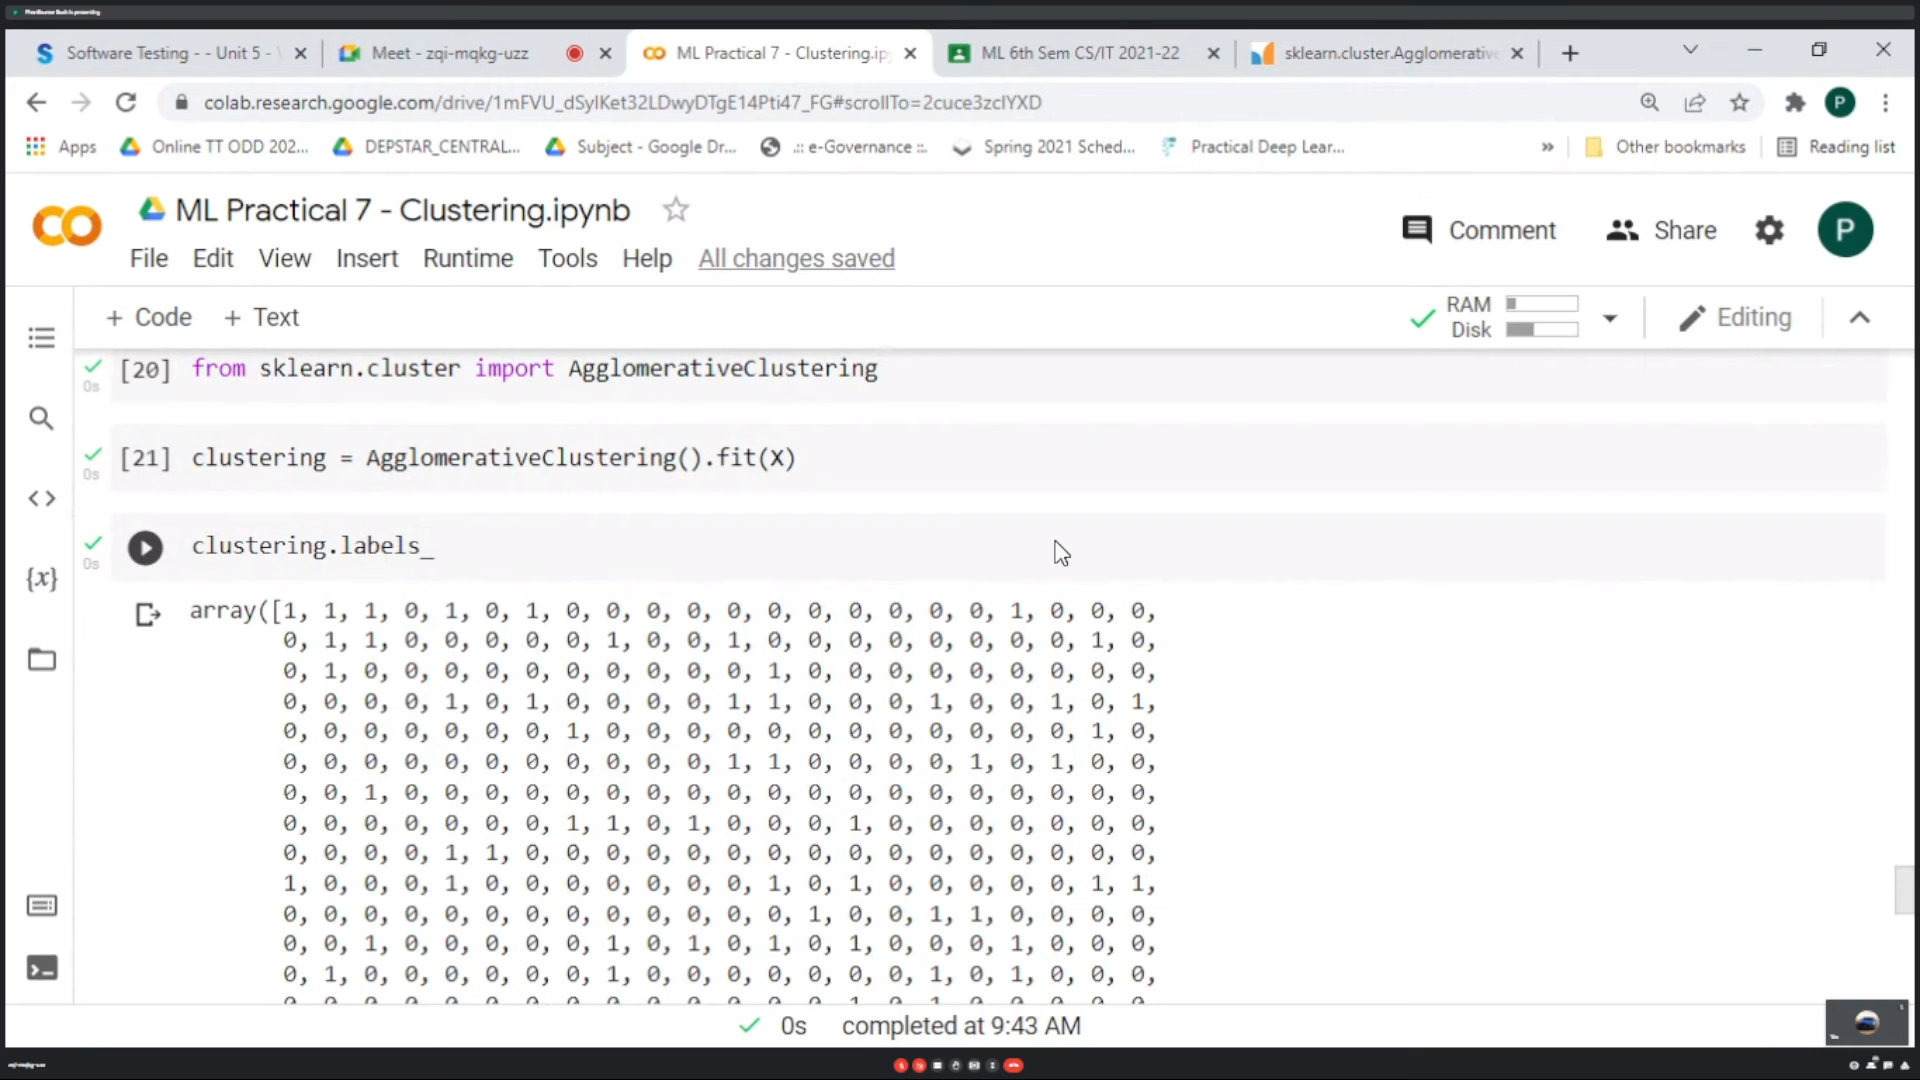 Software Testing - - Unit 5 -
Meet - zqi-mqkg-uzz
ML Practical 7 - Clustering.ip
ML 6th Sem CS/IT 2021-22
sklearn.cluster.Agglomerative
colab.research.google.com/drive/1mFVU_dSylKet32LDwyDTgE14Pti47_FG#scrollTo=2cuce3zclYXD
P
Apps
Online TT ODD 202...
DEPSTAR_CENTRAL...
Subject - Google Dr...
.:: e-Governance ::.
Spring 2021 Sched...
Practical Deep Lear...
»
Other bookmarks
Reading list
ML Practical 7 - Clustering.ipynb
Comment
Share
P
File Edit View Insert Runtime Tools Help All changes saved
+ Code + Text
RAM
Disk
Editing
[20] from sklearn.cluster import AgglomerativeClustering
0s
[21] clustering = AgglomerativeClustering().fit(X)
0s
clustering.labels_
0s
{x}
array([1, 1, 1, 0, 1, 0, 1, 0, 0, 0, 0, 0, 0, 0, 0, 0, 0, 0, 1, 0, 0, 0,
0, 1, 1, 0, 0, 0, 0, 0, 1, 0, 0, 1, 0, 0, 0, 0, 0, 0, 0, 0, 1, 0,
0, 1, 0, 0, 0, 0, 0, 0, 0, 0, 0, 0, 1, 0, 0, 0, 0, 0, 0, 0, 0, 0,
0, 0, 0, 0, 1, 0, 1, 0, 0, 0, 0, 1, 1, 0, 0, 0, 1, 0, 0, 1, 0, 1,
0, 0, 0, 0, 0, 0, 0, 1, 0, 0, 0, 0, 0, 0, 0, 0, 0, 0, 0, 0, 1, 0,
0, 0, 0, 0, 0, 0, 0, 0, 0, 0, 0, 1, 1, 0, 0, 0, 0, 1, 0, 1, 0, 0,
0, 0, 1, 0, 0, 0, 0, 0, 0, 0, 0, 0, 0, 0, 0, 0, 0, 0, 0, 0, 0, 0,
0, 0, 0, 0, 0, 0, 0, 1, 1, 0, 1, 0, 0, 0, 1, 0, 0, 0, 0, 0, 0, 0,
0, 0, 0, 0, 1, 1, 0, 0, 0, 0, 0, 0, 0, 0, 0, 0, 0, 0, 0, 0, 0, 0,
1, 0, 0, 0, 1, 0, 0, 0, 0, 0, 0, 0, 1, 0, 1, 0, 0, 0, 0, 0, 1, 1,
0, 0, 0, 0, 0, 0, 0, 0, 0, 0, 0, 0, 0, 1, 0, 0, 1, 1, 0, 0, 0, 0,
0, 0, 1, 0, 0, 0, 0, 0, 1, 0, 1, 0, 1, 0, 1, 0, 0, 0, 1, 0, 0, 0,
0, 1, 0, 0, 0, 0, 0, 0, 1, 0, 0, 0, 0, 0, 0, 0, 1, 0, 1, 0, 0, 0,
0s completed at 9:43 AM